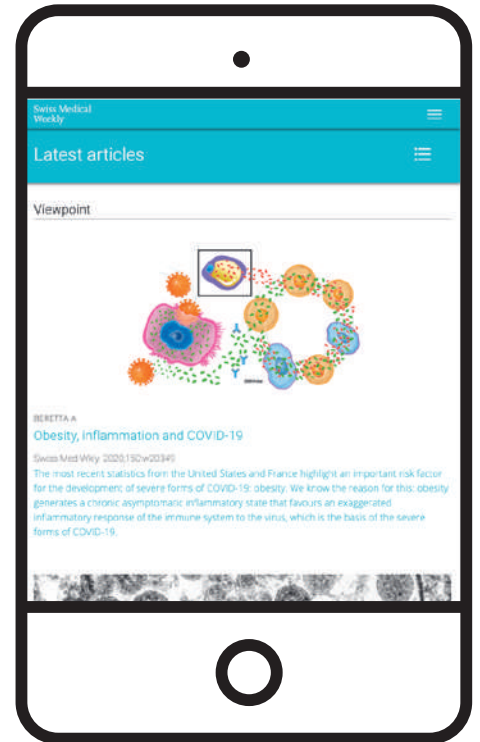 Swiss Medical
Weekly
Latest articles
Viewpoint
BERETTA A
Obesity, inflammation and COVID-19
Swiss Med Wkly. 2020;150:w20349
The most recent statistics from the United States and France highlight an important risk factor
for the development of severe forms of COVID-19: obesity. We know the reason for this: obesity
generates a chronic asymptomatic inflammatory state that favours an exaggerated
inflammatory response of the immune system to the virus, which is the basis of the severe
forms of COVID-19.